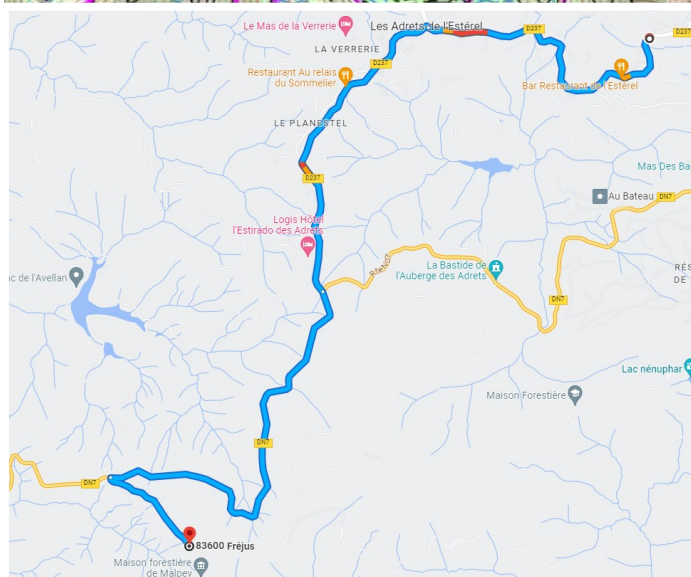 Le Mas de la Verrerie
Les Adrets de l'Estérel
D237
D237
LA VERRERIE
D237
Restaurant Au relais
du Sommelier
Bar Restaurant de l'Estérel
LE PLANESTEL
Mas Des Ba
D237
Au Bateau
DN7
Logis Hôtel
l'Estirado des Adrets
La Bastide de
l'Auberge des Adrets
RÉS
DE
ac de l'Avellan
DN7
Lac nénuphar
Maison Forestière
DN7
DN7
83600 Fréjus
Maison forestière
de Malpey